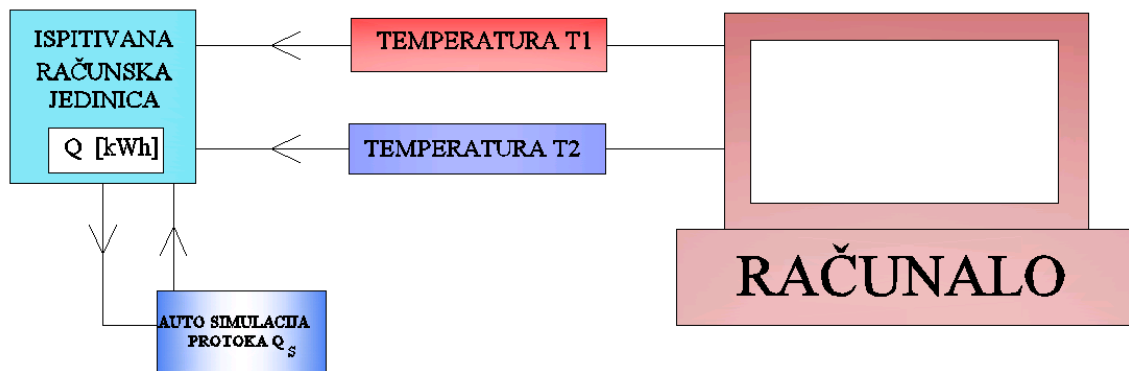 ISPITIVANA
RAČUNSKA
JEDINICA
Q [kWh]
TEMPERATURA T1
TEMPERATURA T2
AUTO SIMULACIJA
PROTOKA Q S
RAČUNALO